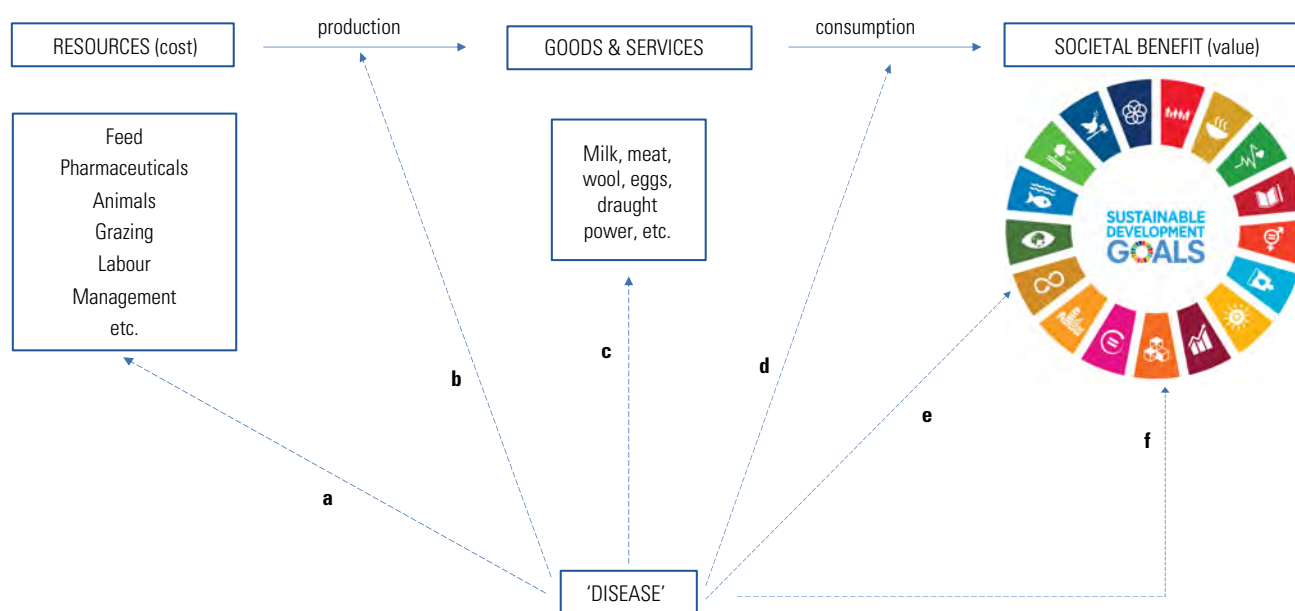 production
consumption
RESOURCES (cost)
GOODS & SERVICES
SOCIETAL BENEFIT (value)
Feed
Pharmaceuticals
Animals
Grazing
Labour
Management
etc.
Milk, meat,
wool, eggs,
draught
power, etc.
SUSTAINABLE
DEVELOPMENT
GOALS
a
b
c
d
e
f
'DISEASE'